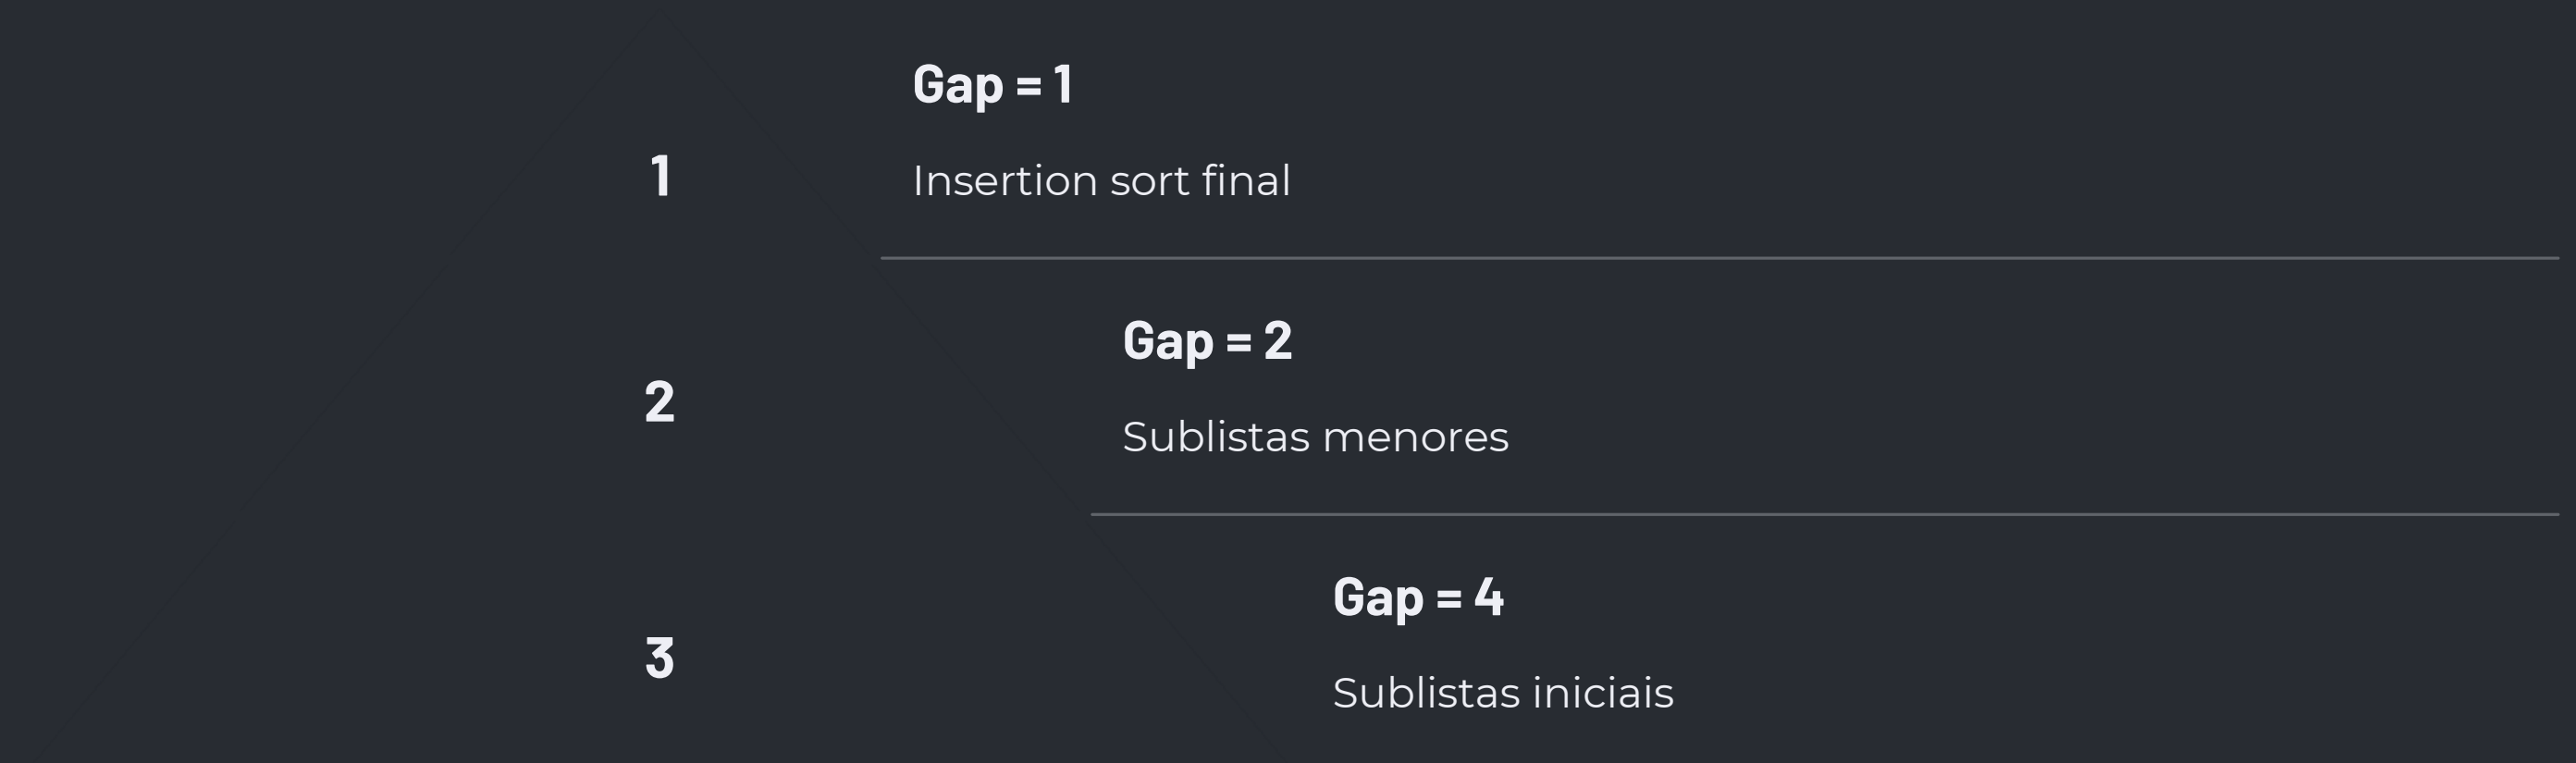 1
Gap = 1
Insertion sort final
2
Gap = 2
Sublistas menores
3
Gap = 4
Sublistas iniciais